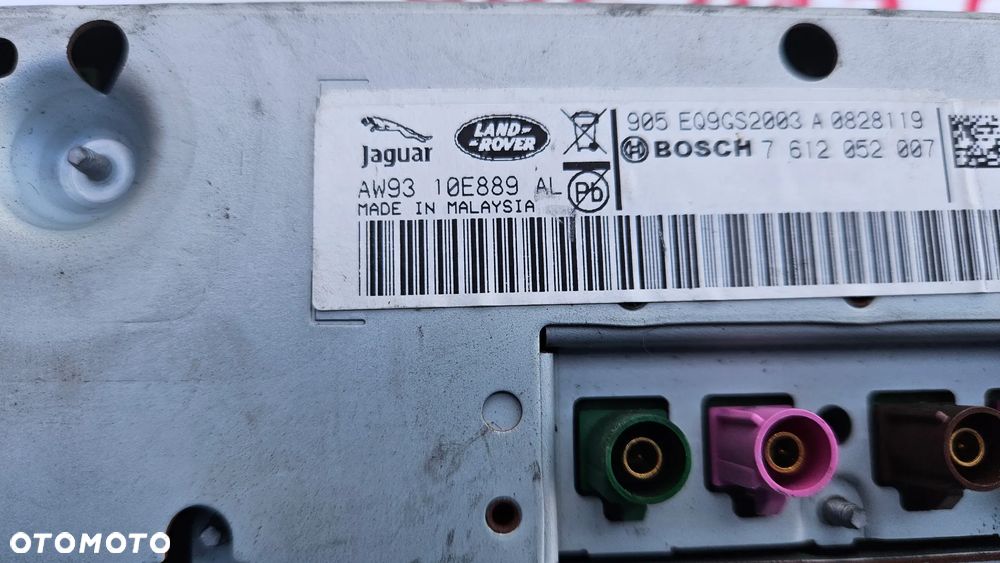 Jaguar
LAND-
-ROVER
AW93 10E889 AL
MADE IN MALAYSIA
Pb
905 EQ9GS2003 A 0828119
BOSCH 7 612 052 007
OTOMOTO